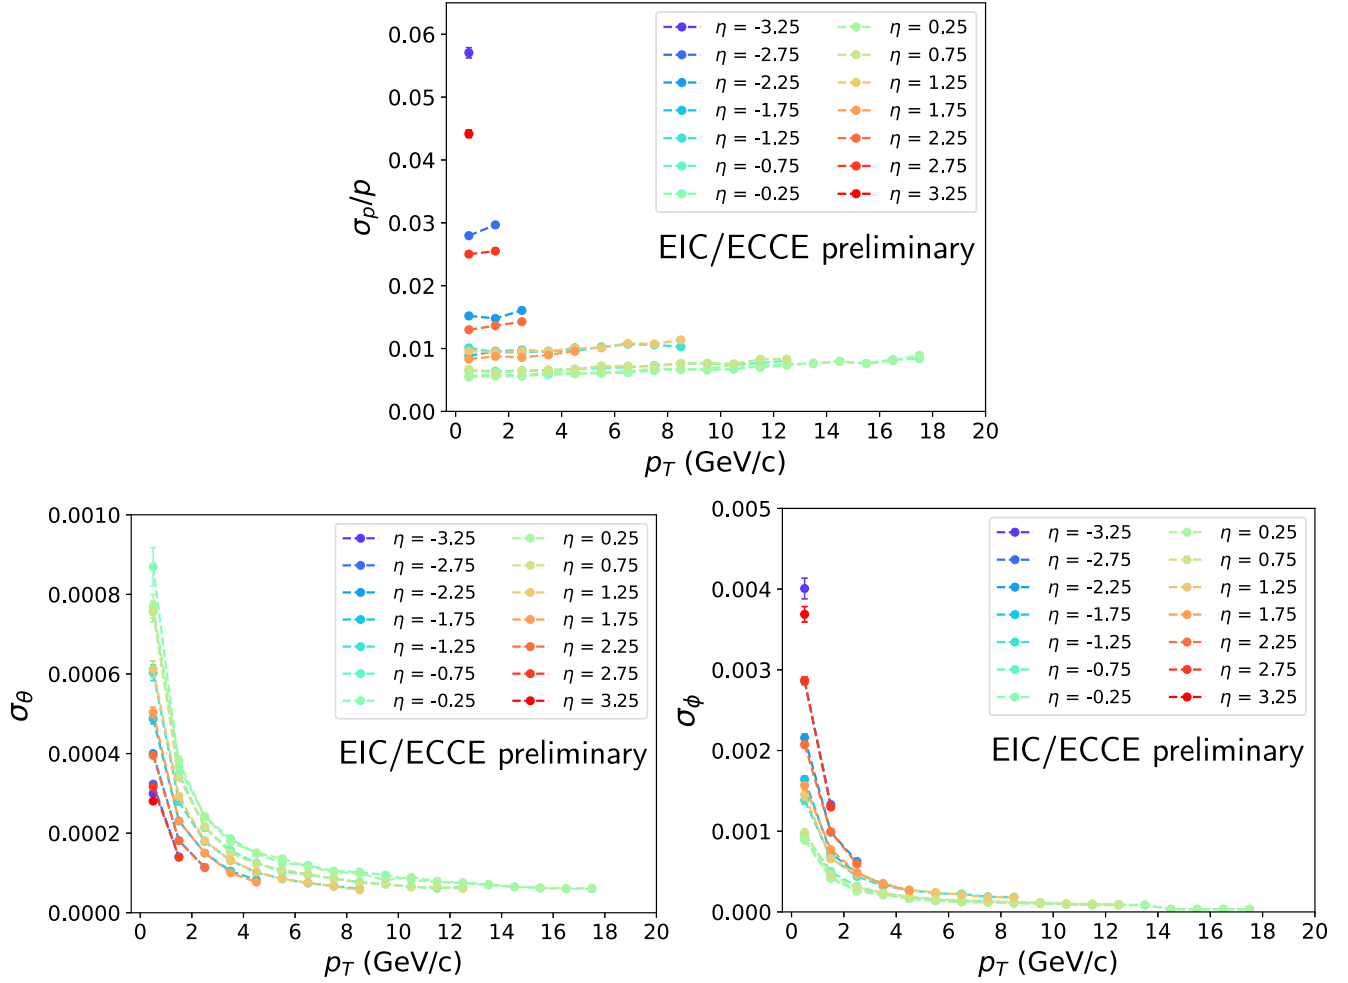 0.06
0.05
0.04
0.03
0.02
0.01
0.00
σp/p
η = -3.25 η = 0.25
η = -2.75 η = 0.75
η = -2.25 η = 1.25
η = -1.75 η = 1.75
η = -1.25 η = 2.25
η = -0.75 η = 2.75
η = -0.25 η = 3.25
EIC/ECCE preliminary
0 2 4 6 8 10 12 14 16 18 20
pT (GeV/c)
0.0010
0.0008
0.0006
0.0004
0.0002
0.0000
σθ
η = -3.25 η = 0.25
η = -2.75 η = 0.75
η = -2.25 η = 1.25
η = -1.75 η = 1.75
η = -1.25 η = 2.25
η = -0.75 η = 2.75
η = -0.25 η = 3.25
EIC/ECCE preliminary
0 2 4 6 8 10 12 14 16 18 20
pT (GeV/c)
0.005
0.004
0.003
0.002
0.001
0.000
σϕ
η = -3.25 η = 0.25
η = -2.75 η = 0.75
η = -2.25 η = 1.25
η = -1.75 η = 1.75
η = -1.25 η = 2.25
η = -0.75 η = 2.75
η = -0.25 η = 3.25
EIC/ECCE preliminary
0 2 4 6 8 10 12 14 16 18 20
pT (GeV/c)